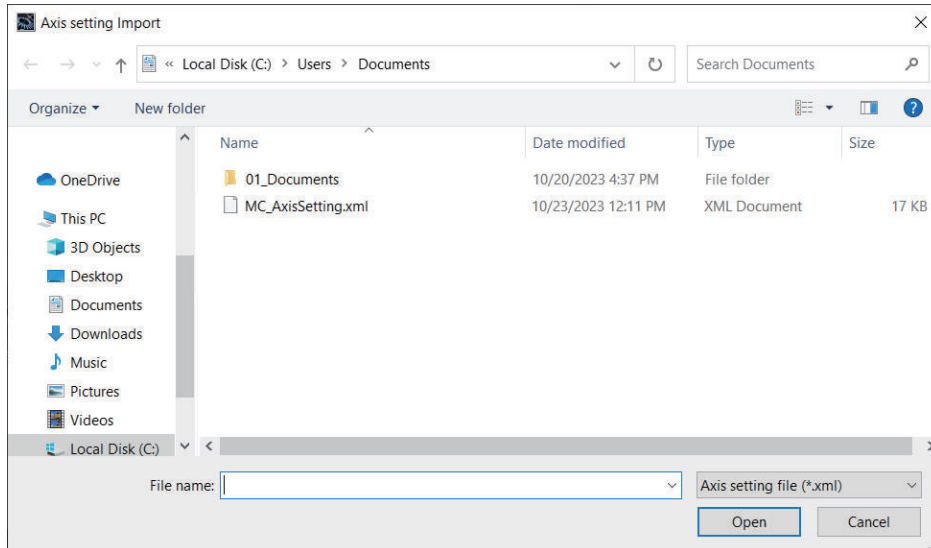 Axis setting Import
« Local Disk (C:) > Users > Documents
Search Documents
Organize
New folder
Name
Date modified
Type
Size
OneDrive
This PC
3D Objects
Desktop
Documents
Downloads
Music
Pictures
Videos
Local Disk (C:)
01_Documents 10/20/2023 4:37 PM File folder
MC_AxisSetting.xml 10/23/2023 12:11 PM XML Document 17 KB
File name:
Axis setting file (*.xml)
Open
Cancel